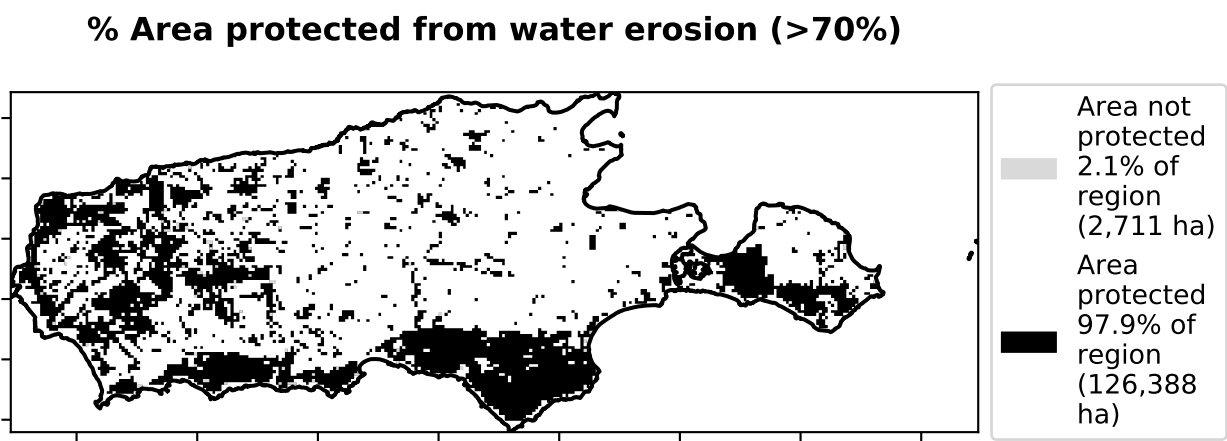 % Area protected from water erosion (>70%)
Area not
protected
2.1% of
region
(2,711 ha)
Area
protected
97.9% of
region
(126,388
ha)